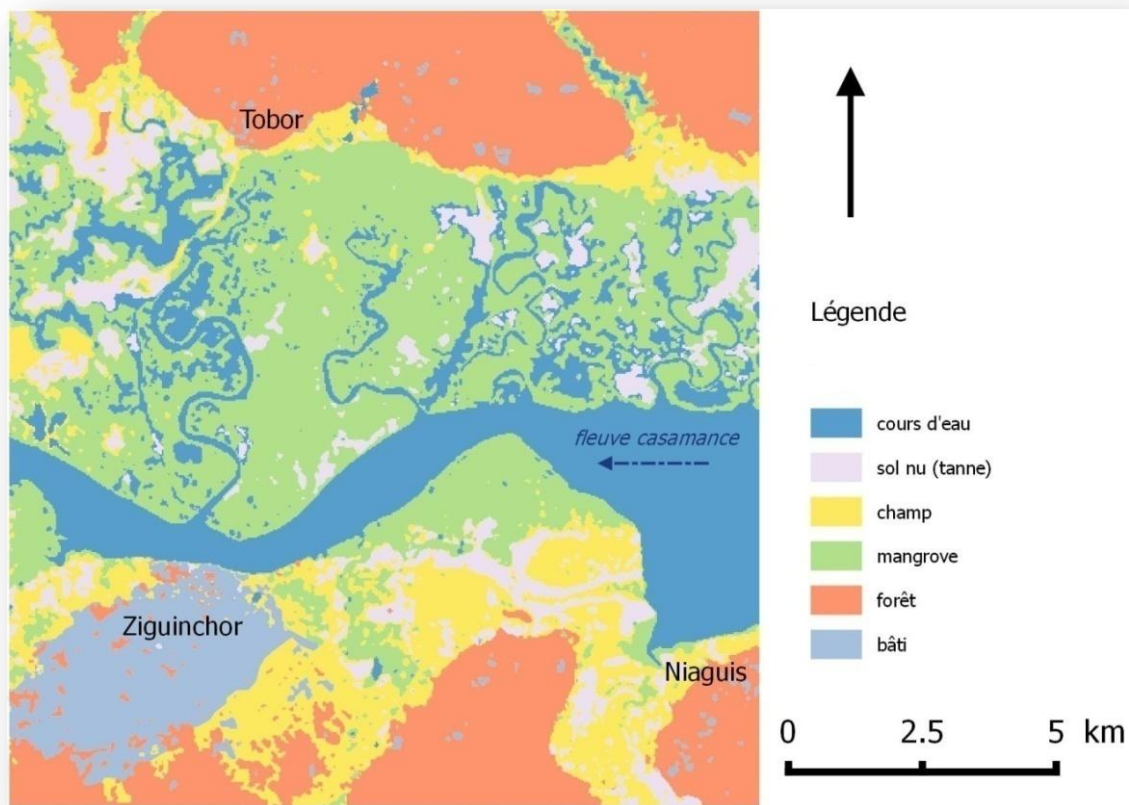 Tobor
fleuve casamance
Ziguinchor
Niaguis
Légende
cours d'eau
sol nu (tanne)
champ
mangrove
forêt
bâti
0 2.5 5 km